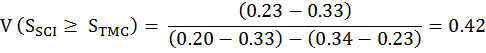 V (S_SCI ≥ S_TMC) = (0.23 − 0.33) / ((0.20 − 0.33) − (0.34 − 0.23)) = 0.42